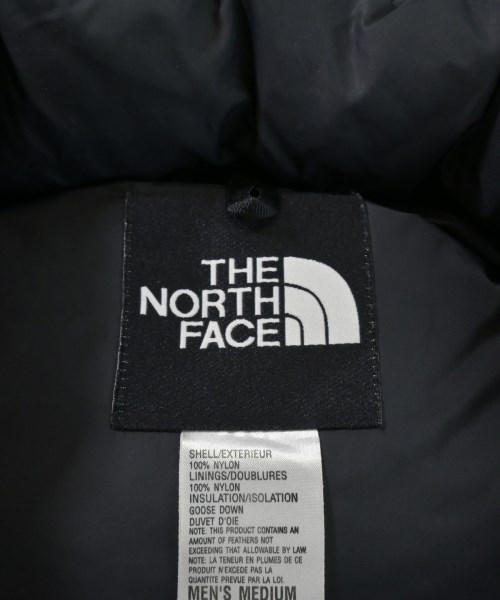 THE
NORTH
FACE
SHELL/EXTERIEUR
100% NYLON
LININGS/DOUBLURES
100% NYLON
INSULATION/ISOLATION
GOOSE DOWN
DUVET D'OIE
NOTE: THIS PRODUCT CONTAINS AN
AMOUNT OF FEATHERS NOT
EXCEEDING THAT ALLOWABLE BY LAW.
NOTE: LA TENEUR EN PLUMES DE CE
PRODUIT N'EXCEDE PAS LA
QUANTITE PREVUE PAR LA LOI.
MEN'S MEDIUM